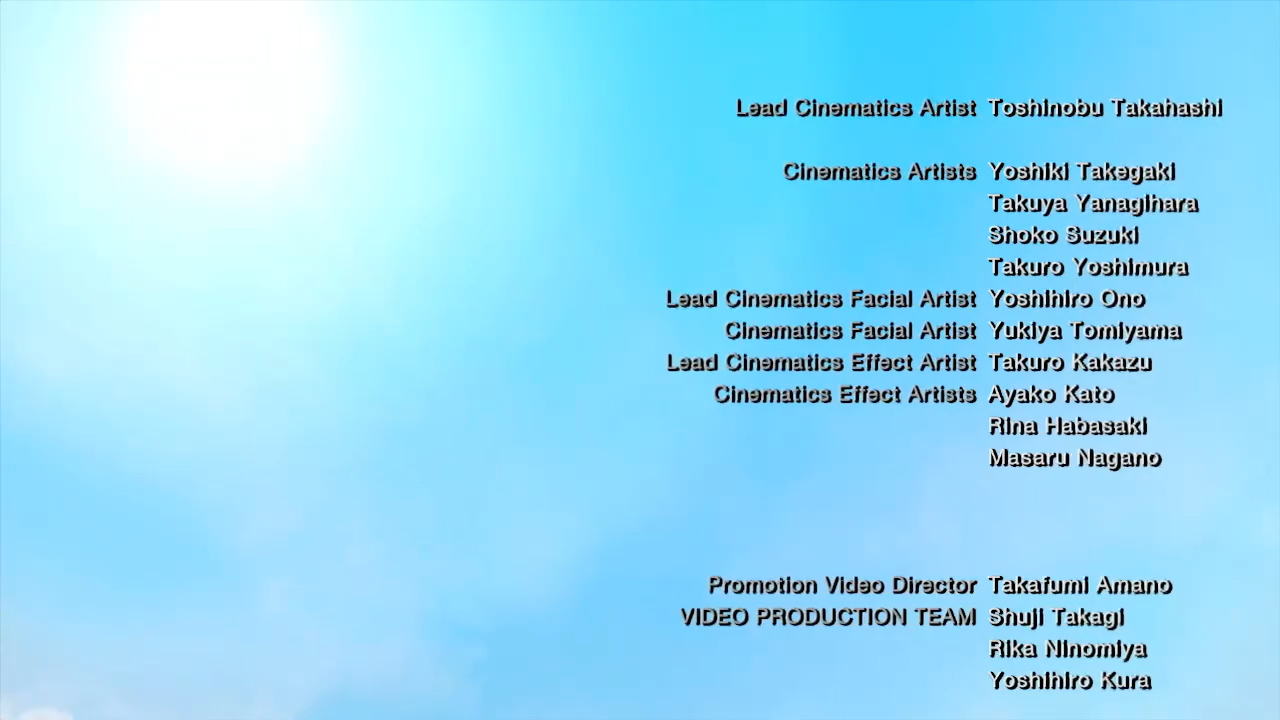 Lead Cinematics Artist Toshinobu Takahashi
Cinematics Artists Yoshiki Takegaki
Takuya Yanagihara
Shoko Suzuki
Takuro Yoshimura
Lead Cinematics Facial Artist Yoshihiro Ono
Cinematics Facial Artist Yukiya Tomiyama
Lead Cinematics Effect Artist Takuro Kakazu
Cinematics Effect Artists Ayako Kato
Rina Habasaki
Masaru Nagano
Promotion Video Director Takafumi Amano
VIDEO PRODUCTION TEAM Shuji Takagi
Rika Ninomiya
Yoshihiro Kura